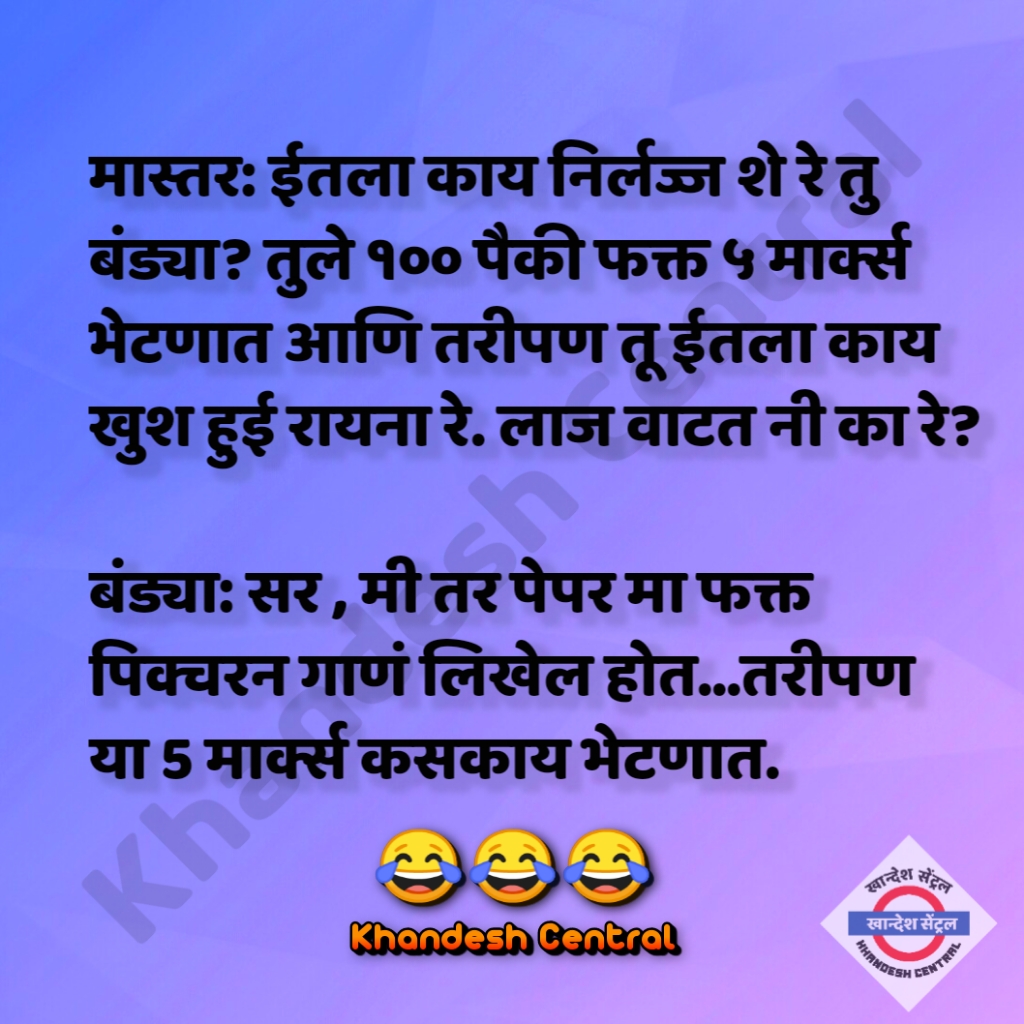 मास्तर: ईतला काय निर्लज्ज शे रे तु
बंड्या? तुले १०० पैकी फक्त ५ मार्क्स
भेटणात आणि तरीपण तू ईतला काय
खुश हुई रायना रे. लाज वाटत नी का रे?
बंड्या: सर , मी तर पेपर मा फक्त
पिक्चरन गाणं लिखेल होत...तरीपण
या 5 मार्क्स कसकाय भेटणात.
😂😂😂
Khandesh Central
खान्देश सेंट्रल
खान्देश सेंट्रल
KHANDESH CENTRAL
Khandesh Central